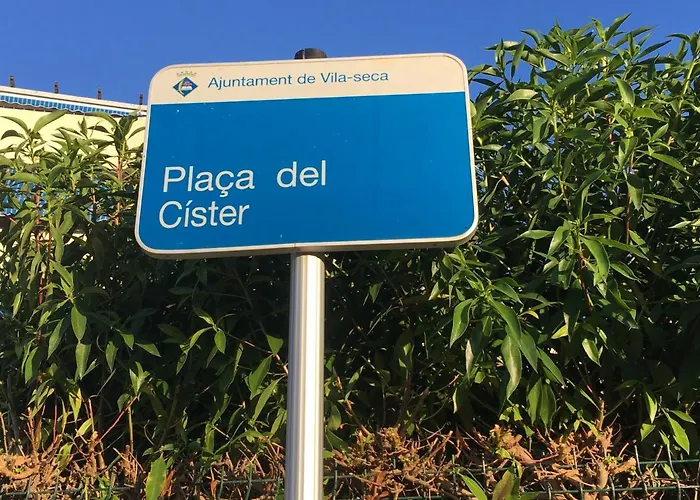 Ajuntament de Vila-seca
Plaça del
Císter